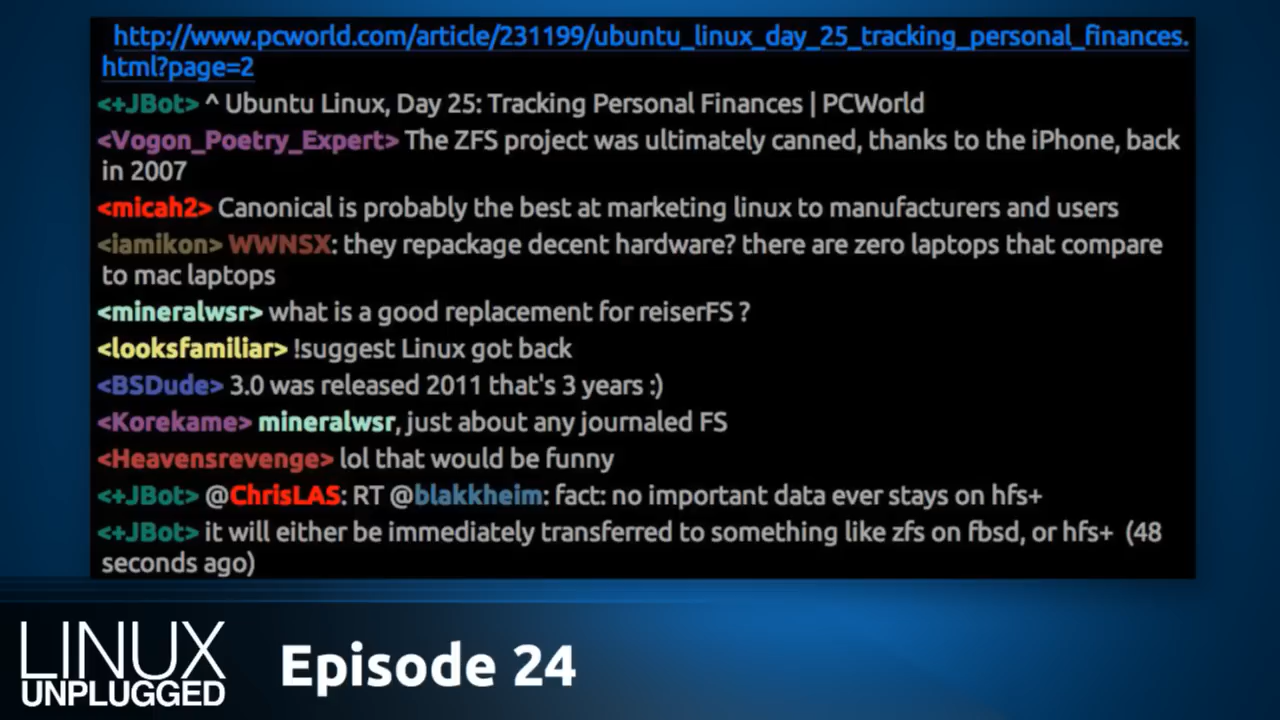 http://www.pcworld.com/article/231199/ubuntu_linux_day_25_tracking_personal_finances.
html?page=2
<+JBot> ^ Ubuntu Linux, Day 25: Tracking Personal Finances | PCWorld
<Vogon_Poetry_Expert> The ZFS project was ultimately canned, thanks to the iPhone, back
in 2007
<micah2> Canonical is probably the best at marketing linux to manufacturers and users
<iamikon> WWNSX: they repackage decent hardware? there are zero laptops that compare
to mac laptops
<mineralwsr> what is a good replacement for reiserFS ?
<looksfamiliar> !suggest Linux got back
<BSDude> 3.0 was released 2011 that's 3 years :)
<Korekame> mineralwsr, just about any journaled FS
<Heavensrevenge> lol that would be funny
<+JBot> @ChrisLAS: RT @blakkheim: fact: no important data ever stays on hfs+
<+JBot> it will either be immediately transferred to something like zfs on fbsd, or hfs+ (48
seconds ago)
LINUX
UNPLUGGED
Episode 24